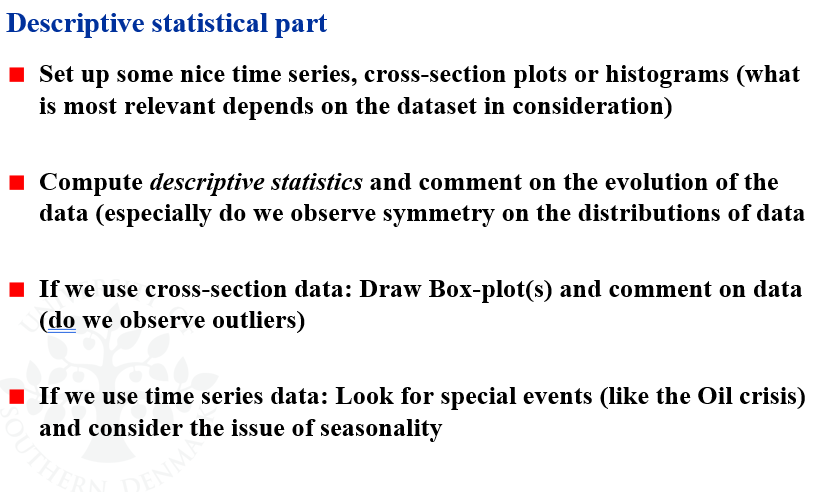 Descriptive statistical part
Set up some nice time series, cross-section plots or histograms (what
is most relevant depends on the dataset in consideration)
Compute descriptive statistics and comment on the evolution of the
data (especially do we observe symmetry on the distributions of data
If we use cross-section data: Draw Box-plot(s) and comment on data
(do we observe outliers)
If we use time series data: Look for special events (like the Oil crisis)
and consider the issue of seasonality
SOUTHERN DENMA